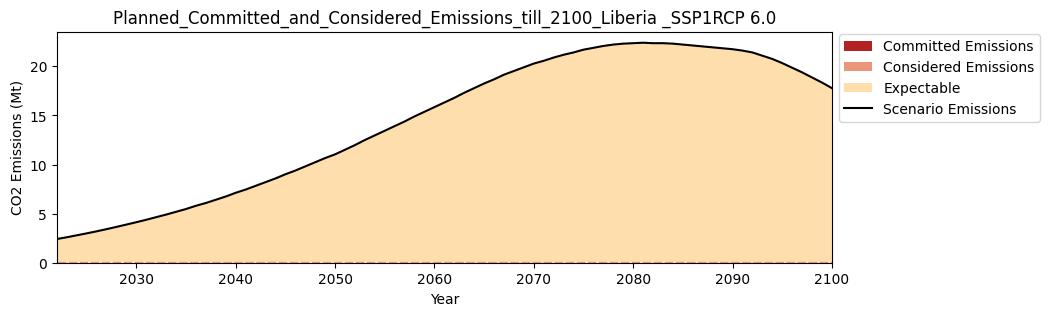 Planned_Committed_and_Considered_Emissions_till_2100_Liberia _SSP1RCP 6.0
Committed Emissions
Considered Emissions
Expectable
Scenario Emissions
CO2 Emissions (Mt)
20
15
10
5
0
2030 2040 2050 2060 2070 2080 2090 2100
Year